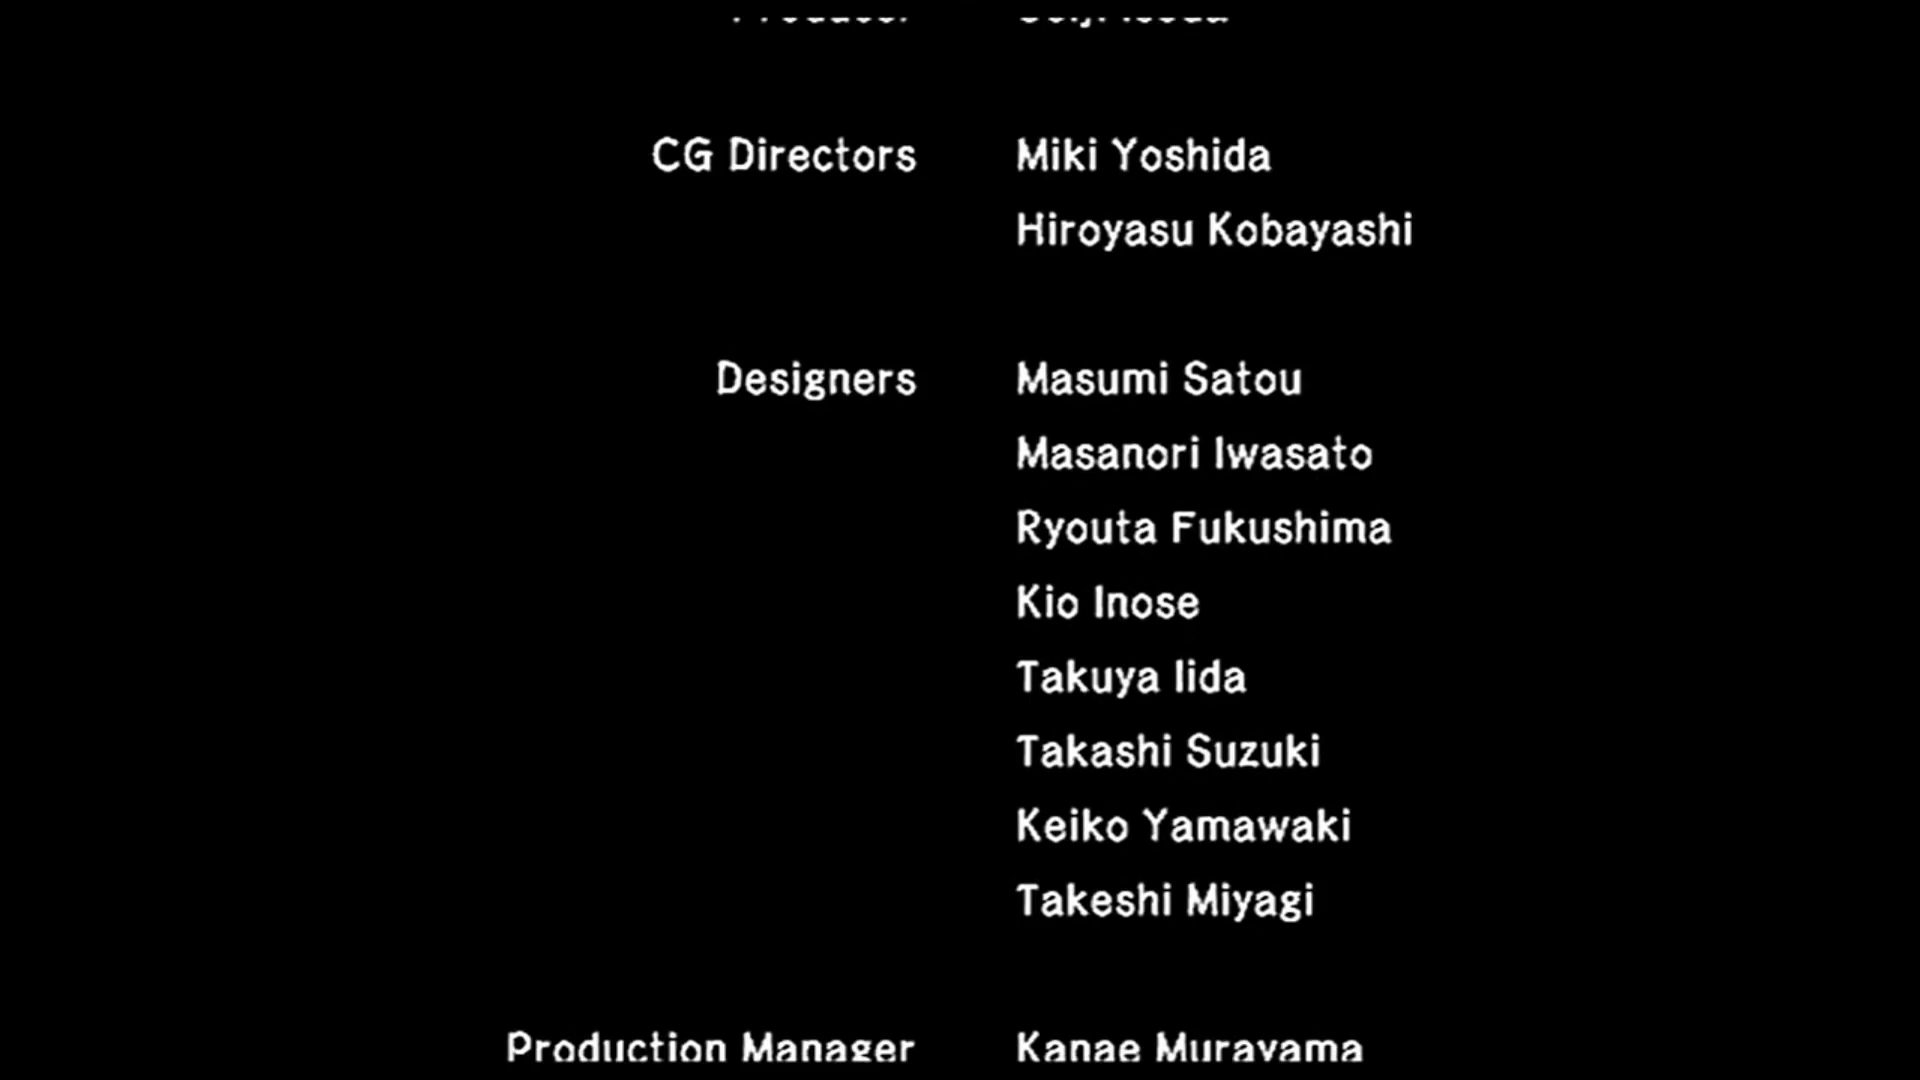 Producer
CG Directors Miki Yoshida
Hiroyasu Kobayashi
Designers Masumi Satou
Masanori Iwasato
Ryouta Fukushima
Kio Inose
Takuya Iida
Takashi Suzuki
Keiko Yamawaki
Takeshi Miyagi
Production Manager Kanae Murayama